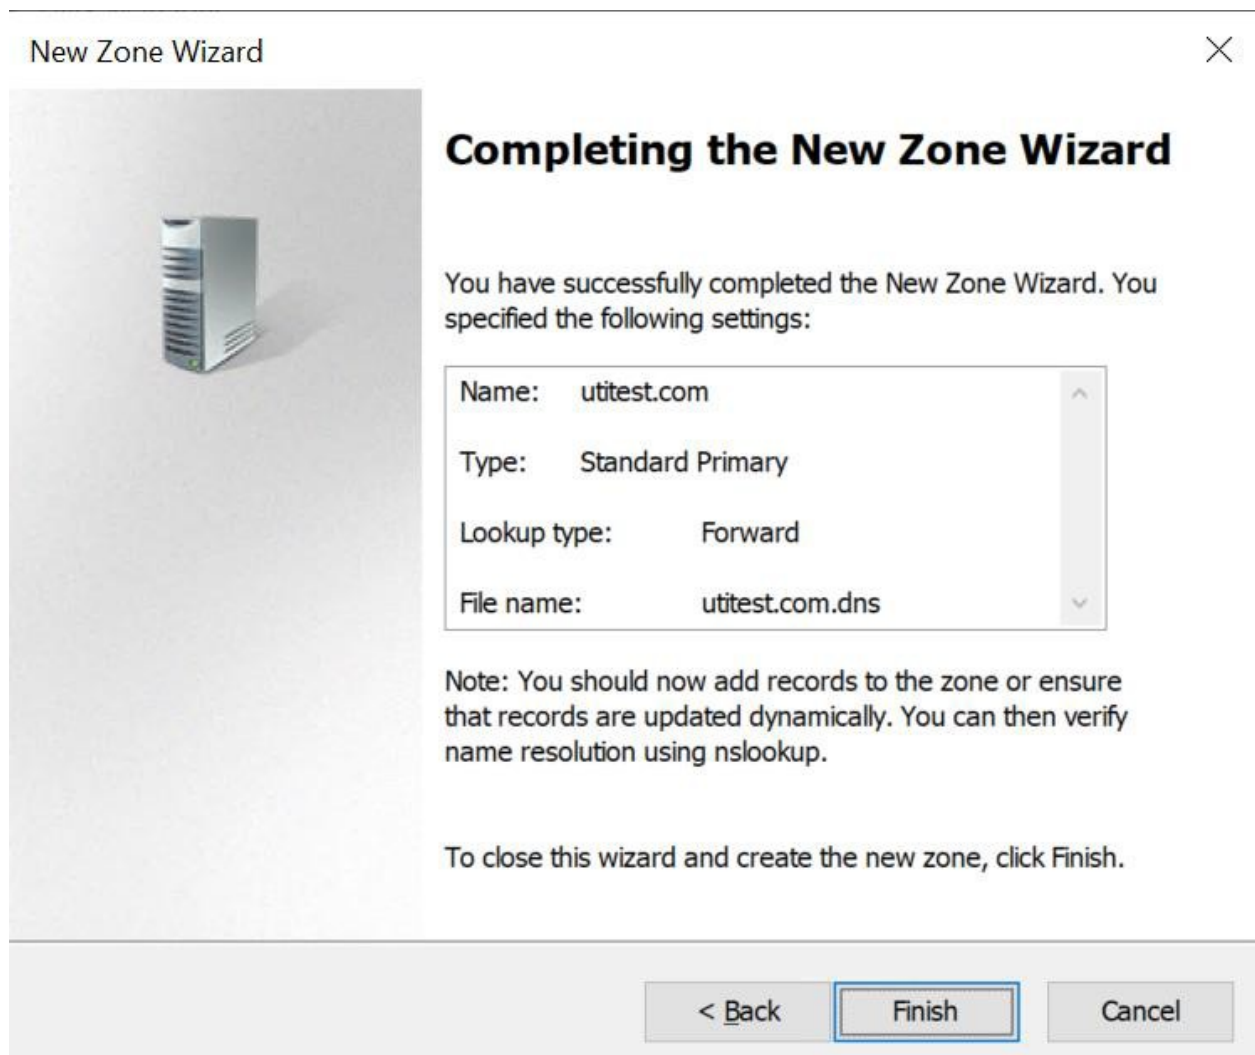 New Zone Wizard
Completing the New Zone Wizard
You have successfully completed the New Zone Wizard. You
specified the following settings:
Name: utitest.com
Type: Standard Primary
Lookup type: Forward
File name: utitest.com.dns
Note: You should now add records to the zone or ensure
that records are updated dynamically. You can then verify
name resolution using nslookup.
To close this wizard and create the new zone, click Finish.
< Back Finish Cancel